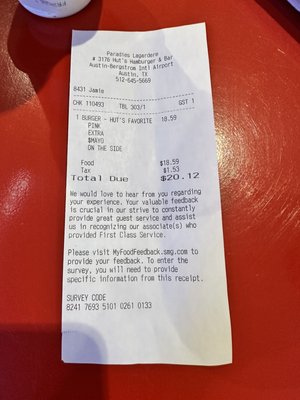 Paradies Lagardere
# 3176 Hut's Hamburger & Bar
Austin-Bergstrom Intl Airport
Austin, TX
512-645-5669
8431 Jamie
CHK 110493 TBL 303/1 GST 1
1 BURGER - HUT'S FAVORITE 18.59
PINK
EXTRA
$MAYO
ON THE SIDE
Food $18.59
Tax $1.53
Total Due $20.12
We would love to hear from you regarding
your experience. Your valuable feedback
is crucial in our strive to constantly
provide great guest service and assist
us in recognizing our associate(s) who
provided First Class Service.
Please visit MyFoodFeedback.smg.com to
provide your feedback. To enter the
survey, you will need to provide
specific information from this receipt.
SURVEY CODE
8241 7693 5101 0261 0133